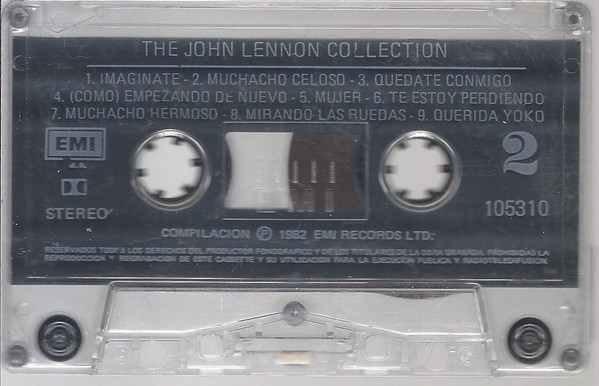 THE JOHN LENNON COLLECTION
1. IMAGINATE - 2. MUCHACHO CELOSO - 3. QUEDATE CONMIGO
4. (COMO) EMPEZANDO DE NUEVO - 5. MUJER - 6. TE ESTOY PERDIENDO
7. MUCHACHO HERMOSO - 8. MIRANDO LAS RUEDAS - 9. QUERIDA YOKO
EMI
2
STEREO
105310
COMPILACION Ⓟ 1982 EMI RECORDS LTD.
RESERVADOS TODOS LOS DERECHOS DEL PRODUCTOR FONOGRAFICO Y DE LOS TITULARES DE LA OBRA GRABADA. PROHIBIDAS LA
REPRODUCCION Y REGRABACION DE ESTE CASSETTE Y SU UTILIZACION PARA LA EJECUCION PUBLICA Y RADIOTELEDIFUSION.